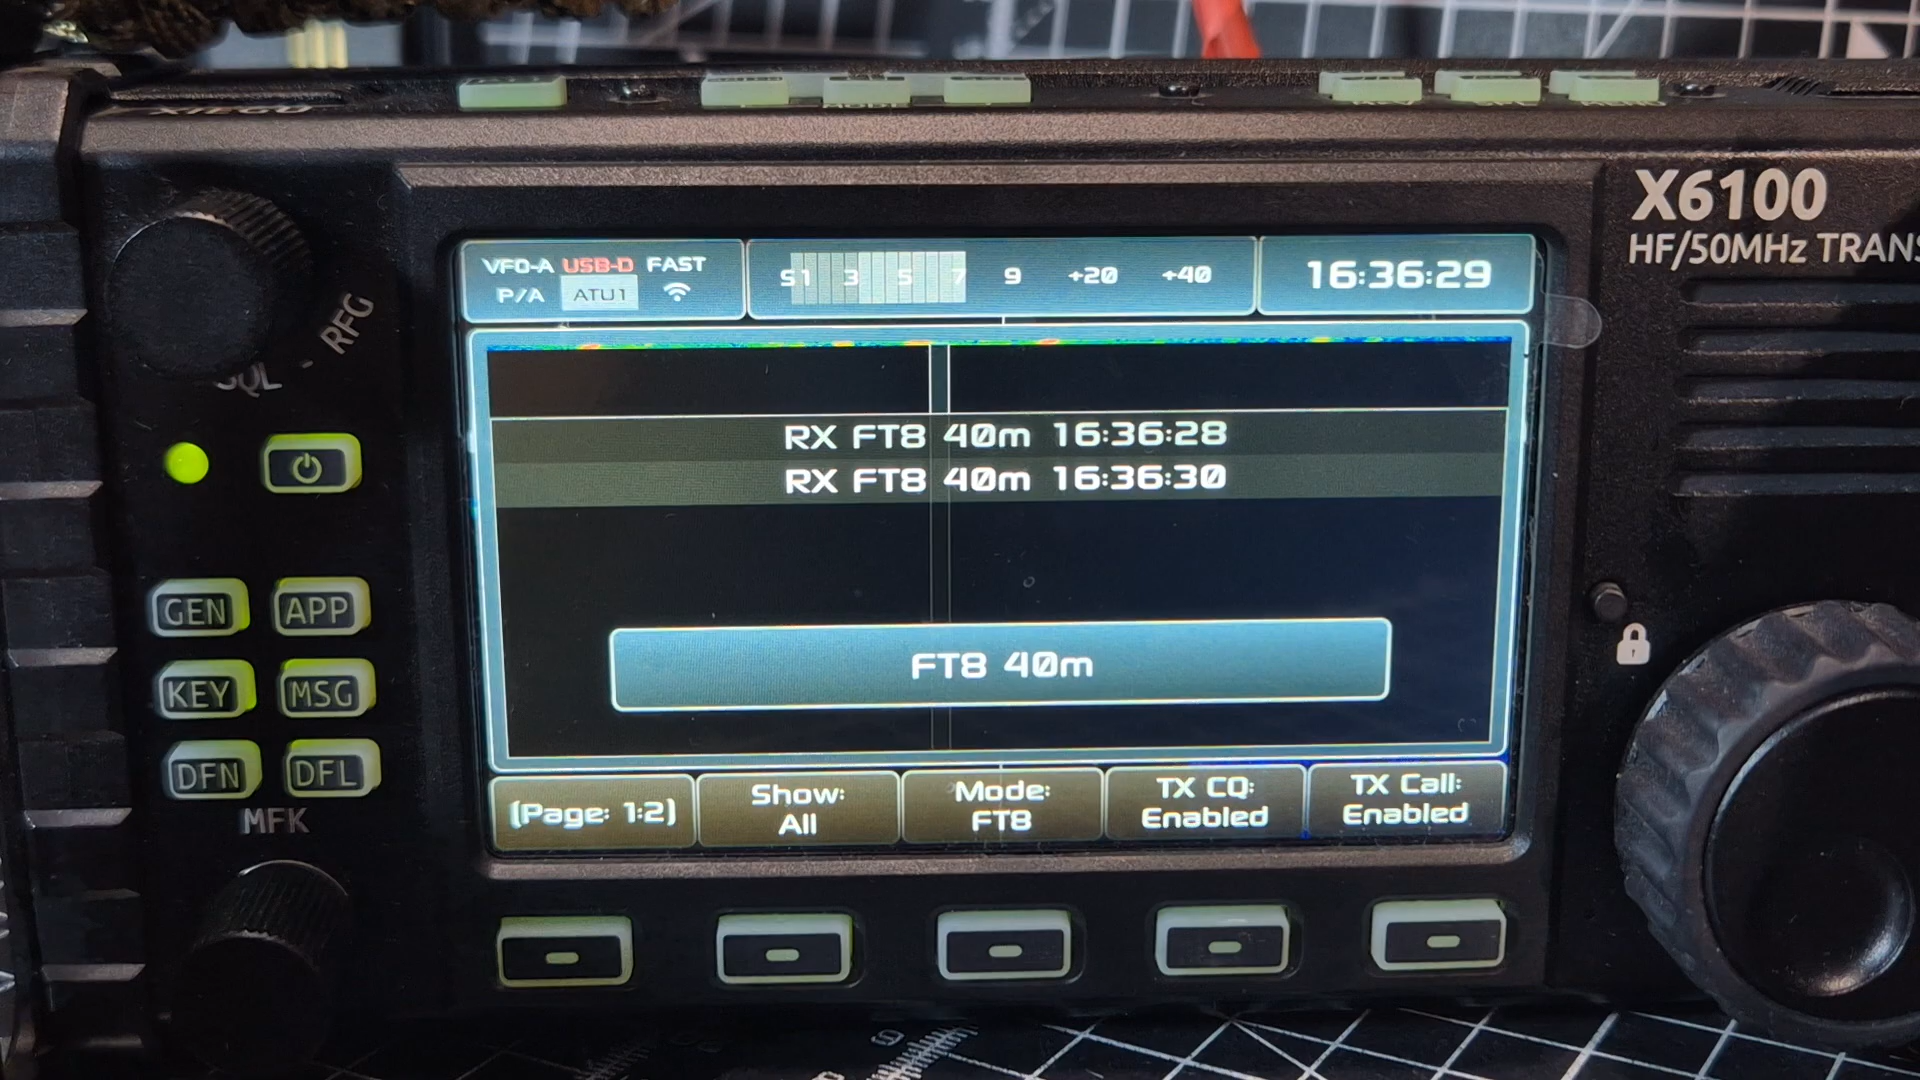 XIEGU
X6100
HF/50MHz TRANS
VFO-A USB-D FAST
P/A ATU1
S1 3 5 7 9 +20 +40
16:36:29
SQL - RFG
RX FT8 40m 16:36:28
RX FT8 40m 16:36:30
FT8 40m
GEN APP
KEY MSG
DFN DFL
MFK
(Page: 1:2)
Show:
All
Mode:
FT8
TX CQ:
Enabled
TX Call:
Enabled